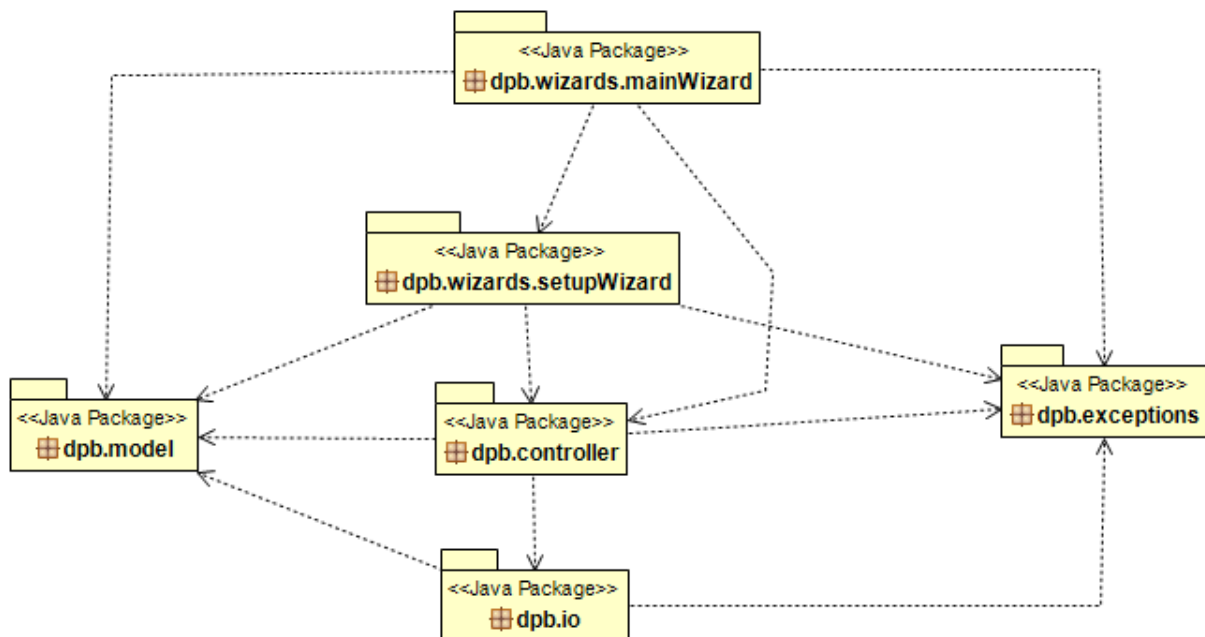 <<Java Package>>
dpb.wizards.mainWizard
<<Java Package>>
dpb.wizards.setupWizard
<<Java Package>>
dpb.model
<<Java Package>>
dpb.controller
<<Java Package>>
dpb.exceptions
<<Java Package>>
dpb.io